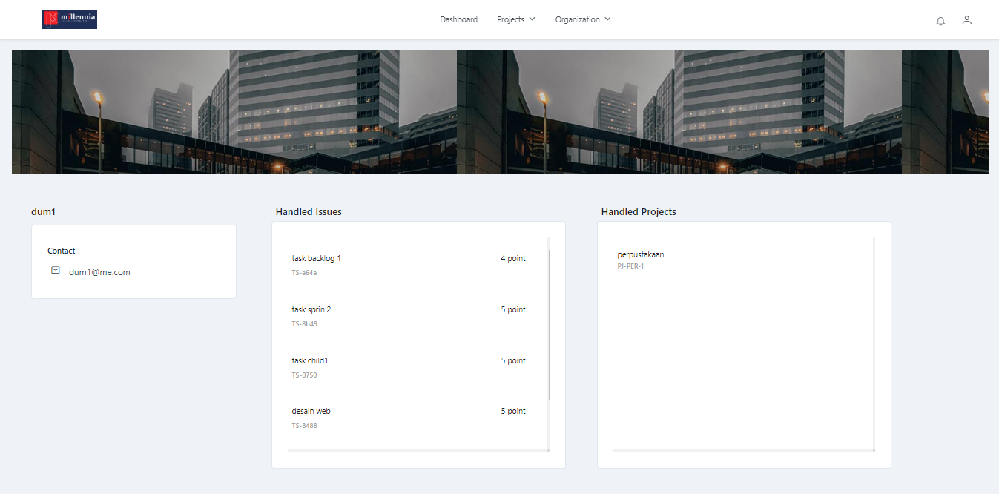 millennia
Dashboard
Projects
Organization
dum1
Contact
dum1@me.com
Handled Issues
task backlog 1
4 point
TS-a64a
task sprin 2
5 point
TS-8b49
task child1
5 point
TS-0750
desain web
5 point
TS-8488
Handled Projects
perpustakaan
PJ-PER-1